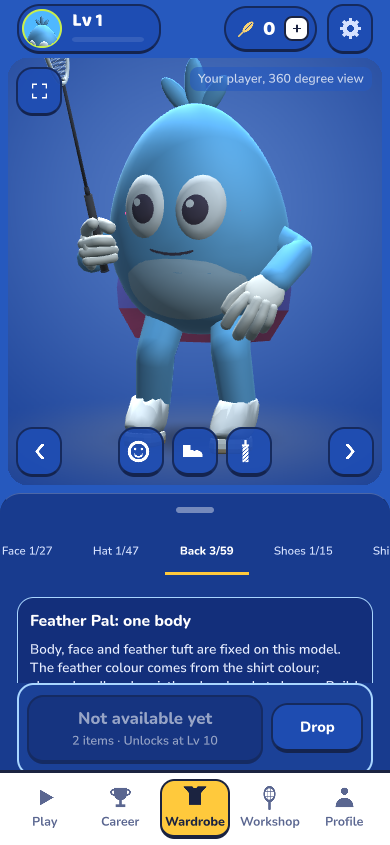 Lv 1
0
+
Your player, 360 degree view
Face 1/27
Hat 1/47
Back 3/59
Shoes 1/15
Shi
Feather Pal: one body
Body, face and feather tuft are fixed on this model.
The feather colour comes from the shirt colour;
Not available yet
2 items · Unlocks at Lv 10
Drop
Play
Career
Wardrobe
Workshop
Profile